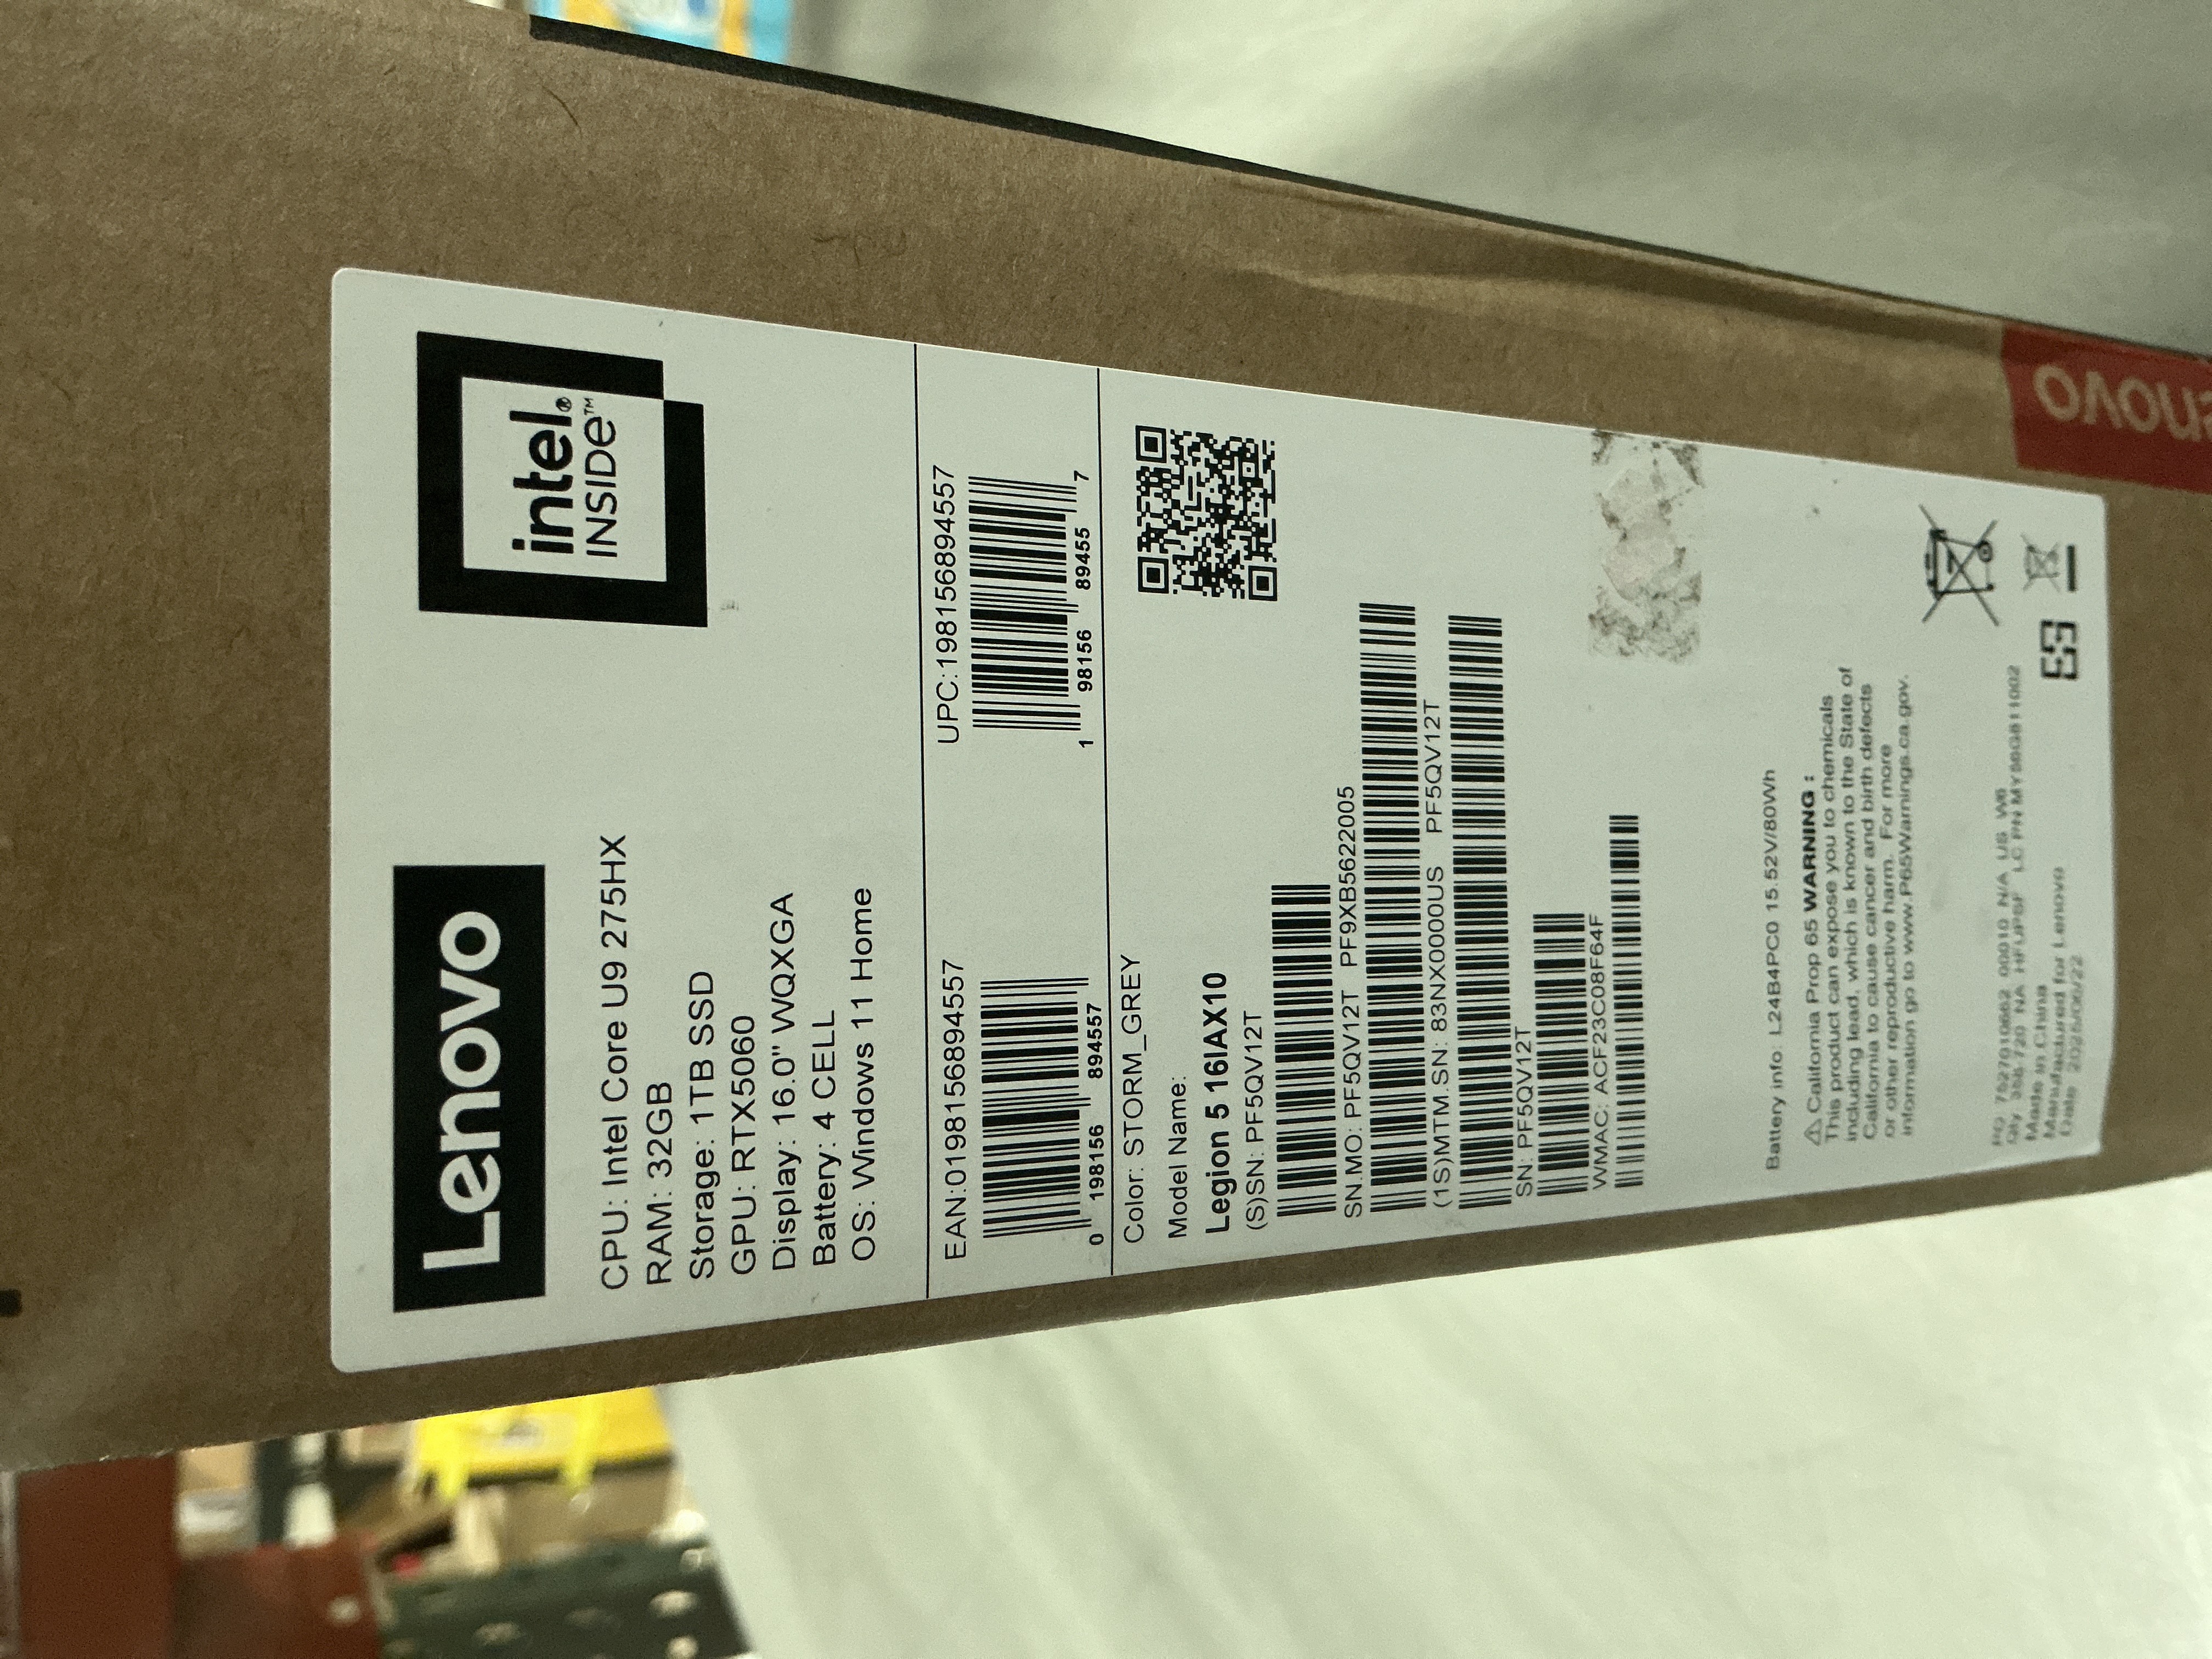 Lenovo
intel®
INSIDE™
CPU: Intel Core U9 275HX
RAM: 32GB
Storage: 1TB SSD
GPU: RTX5060
Display: 16.0" WQXGA
Battery: 4 CELL
OS: Windows 11 Home
EAN:0198156894557
0 198156 894557
UPC:198156894557
1 98156 89455 7
Color: STORM_GREY
Model Name:
Legion 5 16IAX10
(S)SN: PF5QV12T
SN.MO: PF5QV12T PF9XB5622005
(1S)MTM.SN: 83NX0000US PF5QV12T
SN: PF5QV12T
WMAC: ACF23C08F64F
Battery info: L24B4PC0 15.52V/80Wh
⚠ California Prop 65 WARNING :
This product can expose you to chemicals
including lead, which is known to the State of
California to cause cancer and birth defects
or other reproductive harm. For more
information go to www.P65Warnings.ca.gov.
Made in China
Manufactured for Lenovo
Date 2025/06/22
Lenovo